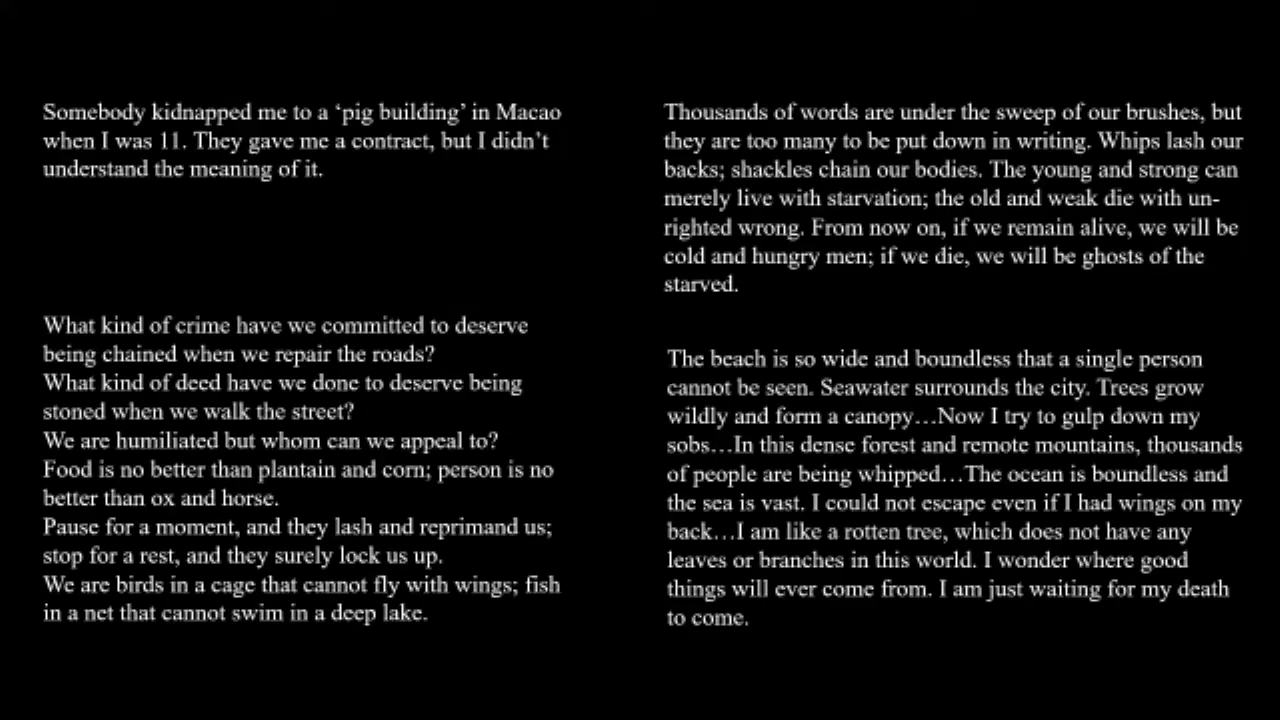 Somebody kidnapped me to a ‘pig building’ in Macao
when I was 11. They gave me a contract, but I didn’t
understand the meaning of it.
What kind of crime have we committed to deserve
being chained when we repair the roads?
What kind of deed have we done to deserve being
stoned when we walk the street?
We are humiliated but whom can we appeal to?
Food is no better than plantain and corn; person is no
better than ox and horse.
Pause for a moment, and they lash and reprimand us;
stop for a rest, and they surely lock us up.
We are birds in a cage that cannot fly with wings; fish
in a net that cannot swim in a deep lake.
Thousands of words are under the sweep of our brushes, but
they are too many to be put down in writing. Whips lash our
backs; shackles chain our bodies. The young and strong can
merely live with starvation; the old and weak die with un-
righted wrong. From now on, if we remain alive, we will be
cold and hungry men; if we die, we will be ghosts of the
starved.
The beach is so wide and boundless that a single person
cannot be seen. Seawater surrounds the city. Trees grow
wildly and form a canopy…Now I try to gulp down my
sobs…In this dense forest and remote mountains, thousands
of people are being whipped…The ocean is boundless and
the sea is vast. I could not escape even if I had wings on my
back…I am like a rotten tree, which does not have any
leaves or branches in this world. I wonder where good
things will ever come from. I am just waiting for my death
to come.